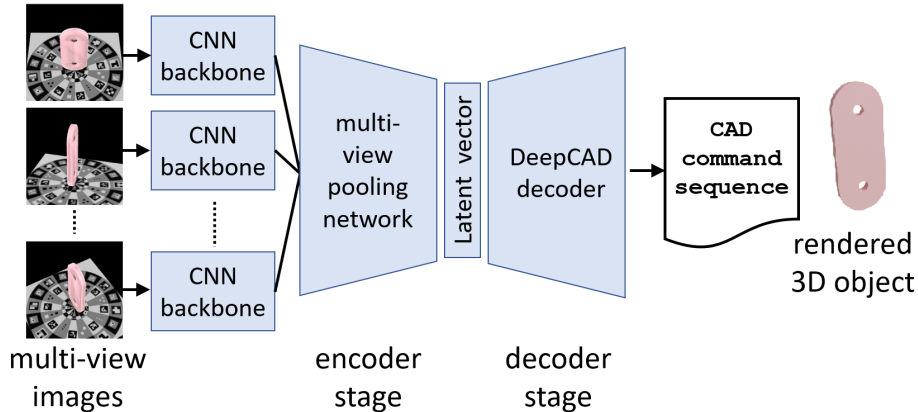 CNN
backbone
CNN
backbone
CNN
backbone
multi-
view
pooling
network
Latent vector
DeepCAD
decoder
CAD
command
sequence
rendered
3D object
multi-view
images
encoder
stage
decoder
stage